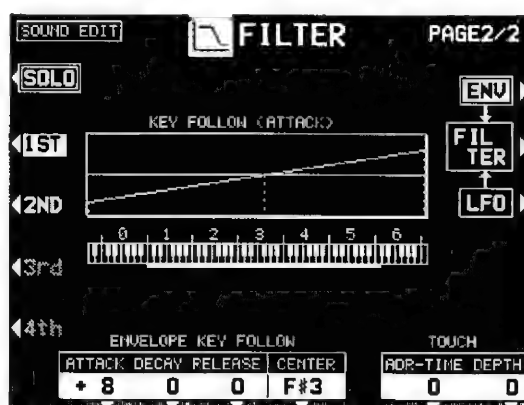 SOUND EDIT
FILTER
PAGE2/2
SOLO
ENV
KEY FOLLOW (ATTACK)
1ST
FIL
TER
2ND
LFO
0 1 2 3 4 5 6
3rd
4th
ENVELOPE KEY FOLLOW
TOUCH
ATTACK DECAY RELEASE CENTER
ADR-TIME DEPTH
+ 8 0 0 F#3
0 0